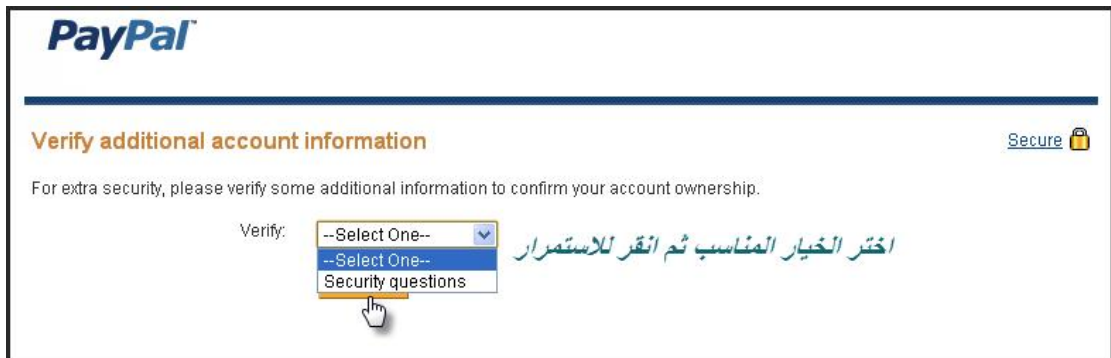 PayPal
Verify additional account information
Secure
For extra security, please verify some additional information to confirm your account ownership.
Verify:
--Select One--
اختر الخيار المناسب ثم انقر للاستمرار
--Select One--
Security questions